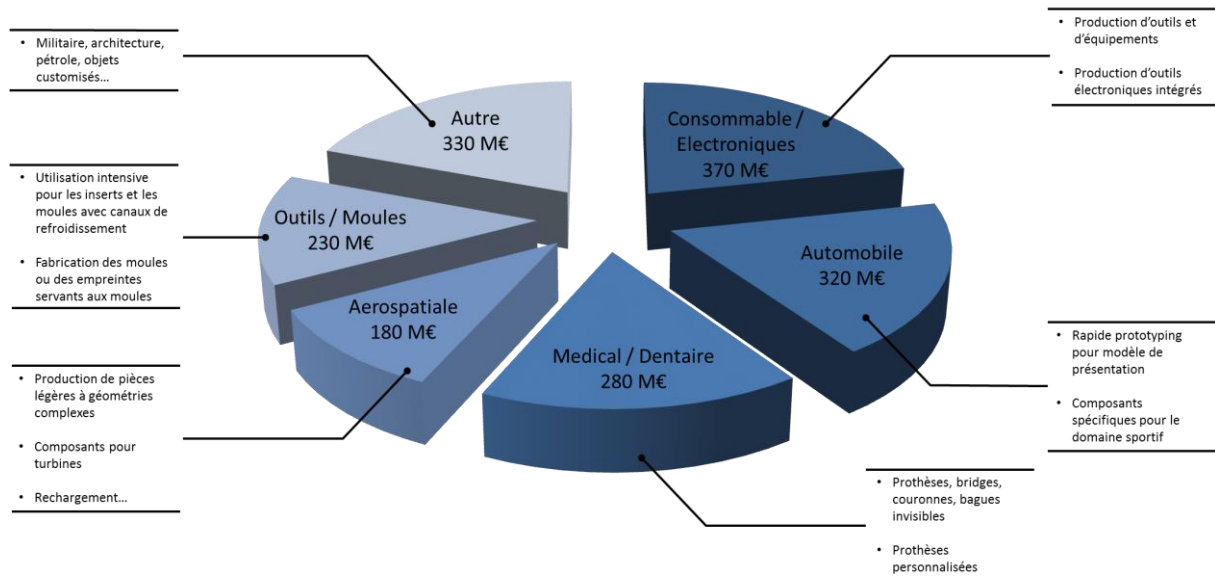 • Militaire, architecture,
pétrole, objets
customisés…
Autre
330 M€
Consommable /
Electroniques
370 M€
• Production d’outils et
d’équipements
• Production d’outils
électroniques intégrés
• Utilisation intensive
pour les inserts et les
moules avec canaux de
refroidissement
• Fabrication des moules
ou des empreintes
servants aux moules
Outils / Moules
230 M€
Automobile
320 M€
Aerospatiale
180 M€
Medical / Dentaire
280 M€
• Rapide prototyping
pour modèle de
présentation
• Composants
spécifiques pour le
domaine sportif
• Production de pièces
légères à géométries
complexes
• Composants pour
turbines
• Rechargement…
• Prothèses, bridges,
couronnes, bagues
invisibles
• Prothèses
personnalisées